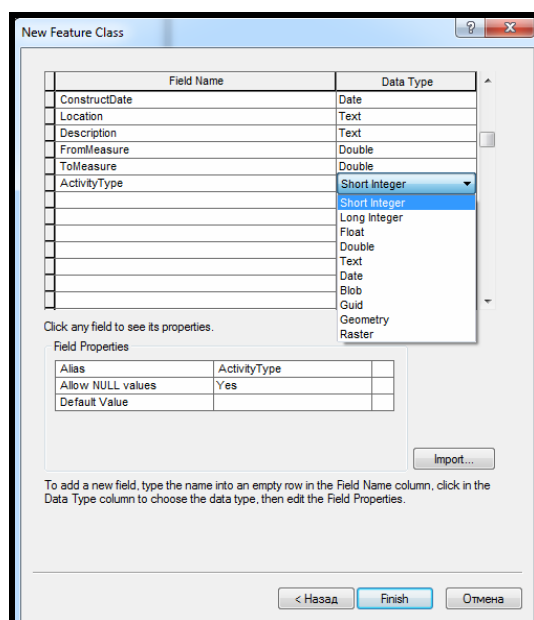 New Feature Class
Field Name Data Type
ConstructDate Date
Location Text
Description Text
FromMeasure Double
ToMeasure Double
ActivityType Short Integer
Short Integer
Long Integer
Float
Double
Text
Date
Blob
Guid
Geometry
Raster
Click any field to see its properties.
Field Properties
Alias ActivityType
Allow NULL values Yes
Default Value
Import...
To add a new field, type the name into an empty row in the Field Name column, click in the
Data Type column to choose the data type, then edit the Field Properties.
< Назад Finish Отмена